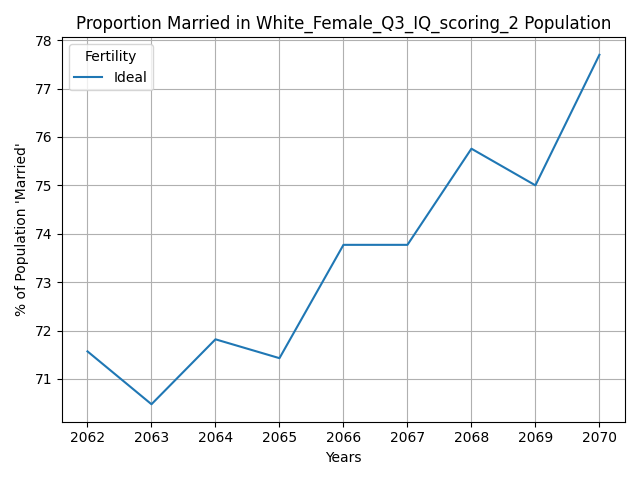 Proportion Married in White_Female_Q3_IQ_scoring_2 Population
Fertility
Ideal
% of Population 'Married'
78
77
76
75
74
73
72
71
2062 2063 2064 2065 2066 2067 2068 2069 2070
Years